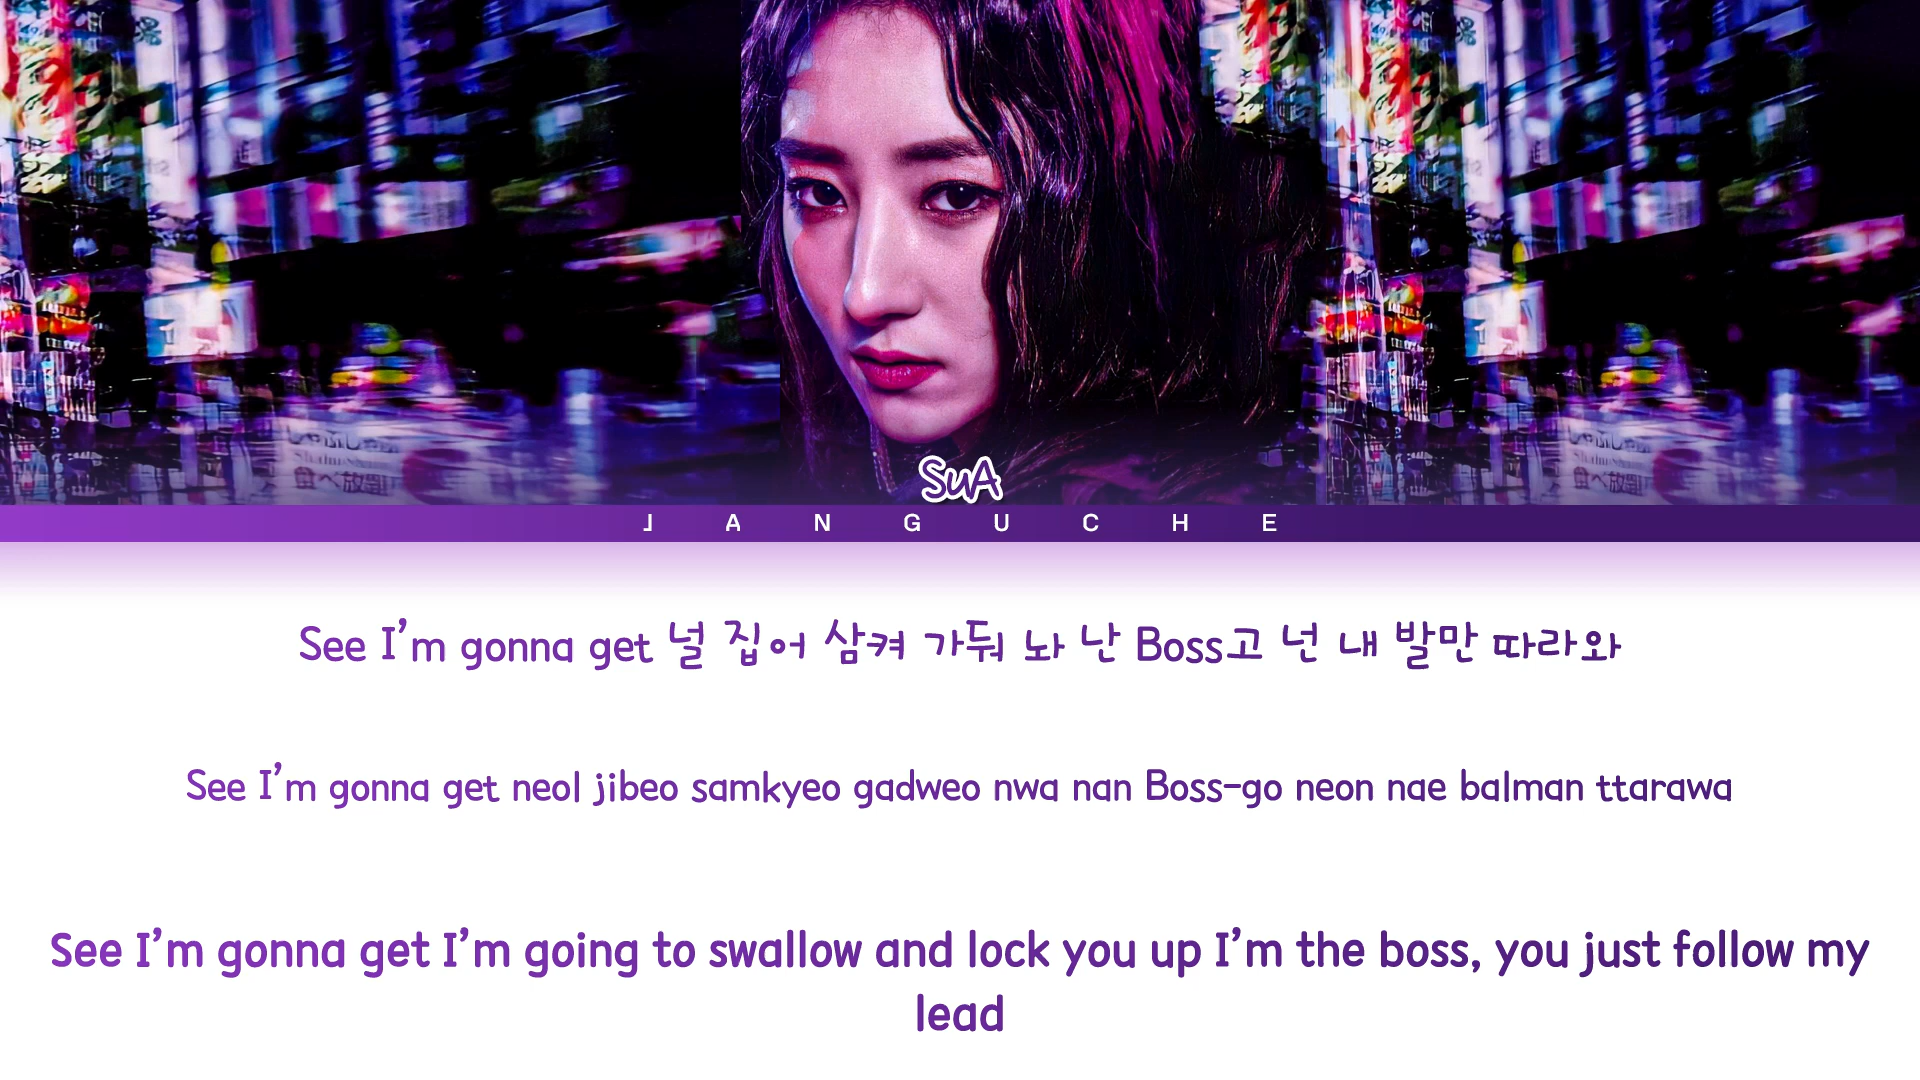 SuA
JANGUCHE
See I'm gonna get 널 집어 삼켜 가둬 놔 난 Boss고 넌 내 발만 따라와
See I'm gonna get neol jibeo samkyeo gadweo nwa nan Boss-go neon nae balman ttarawa
See I'm gonna get I'm going to swallow and lock you up I'm the boss, you just follow my
lead